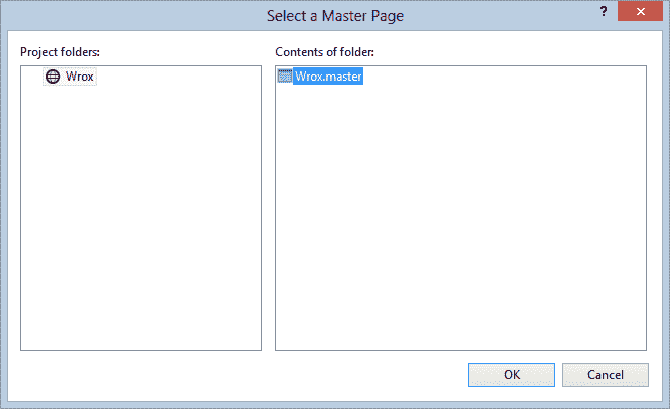 Select a Master Page
?
Project folders:
Contents of folder:
Wrox
Wrox.master
OK
Cancel